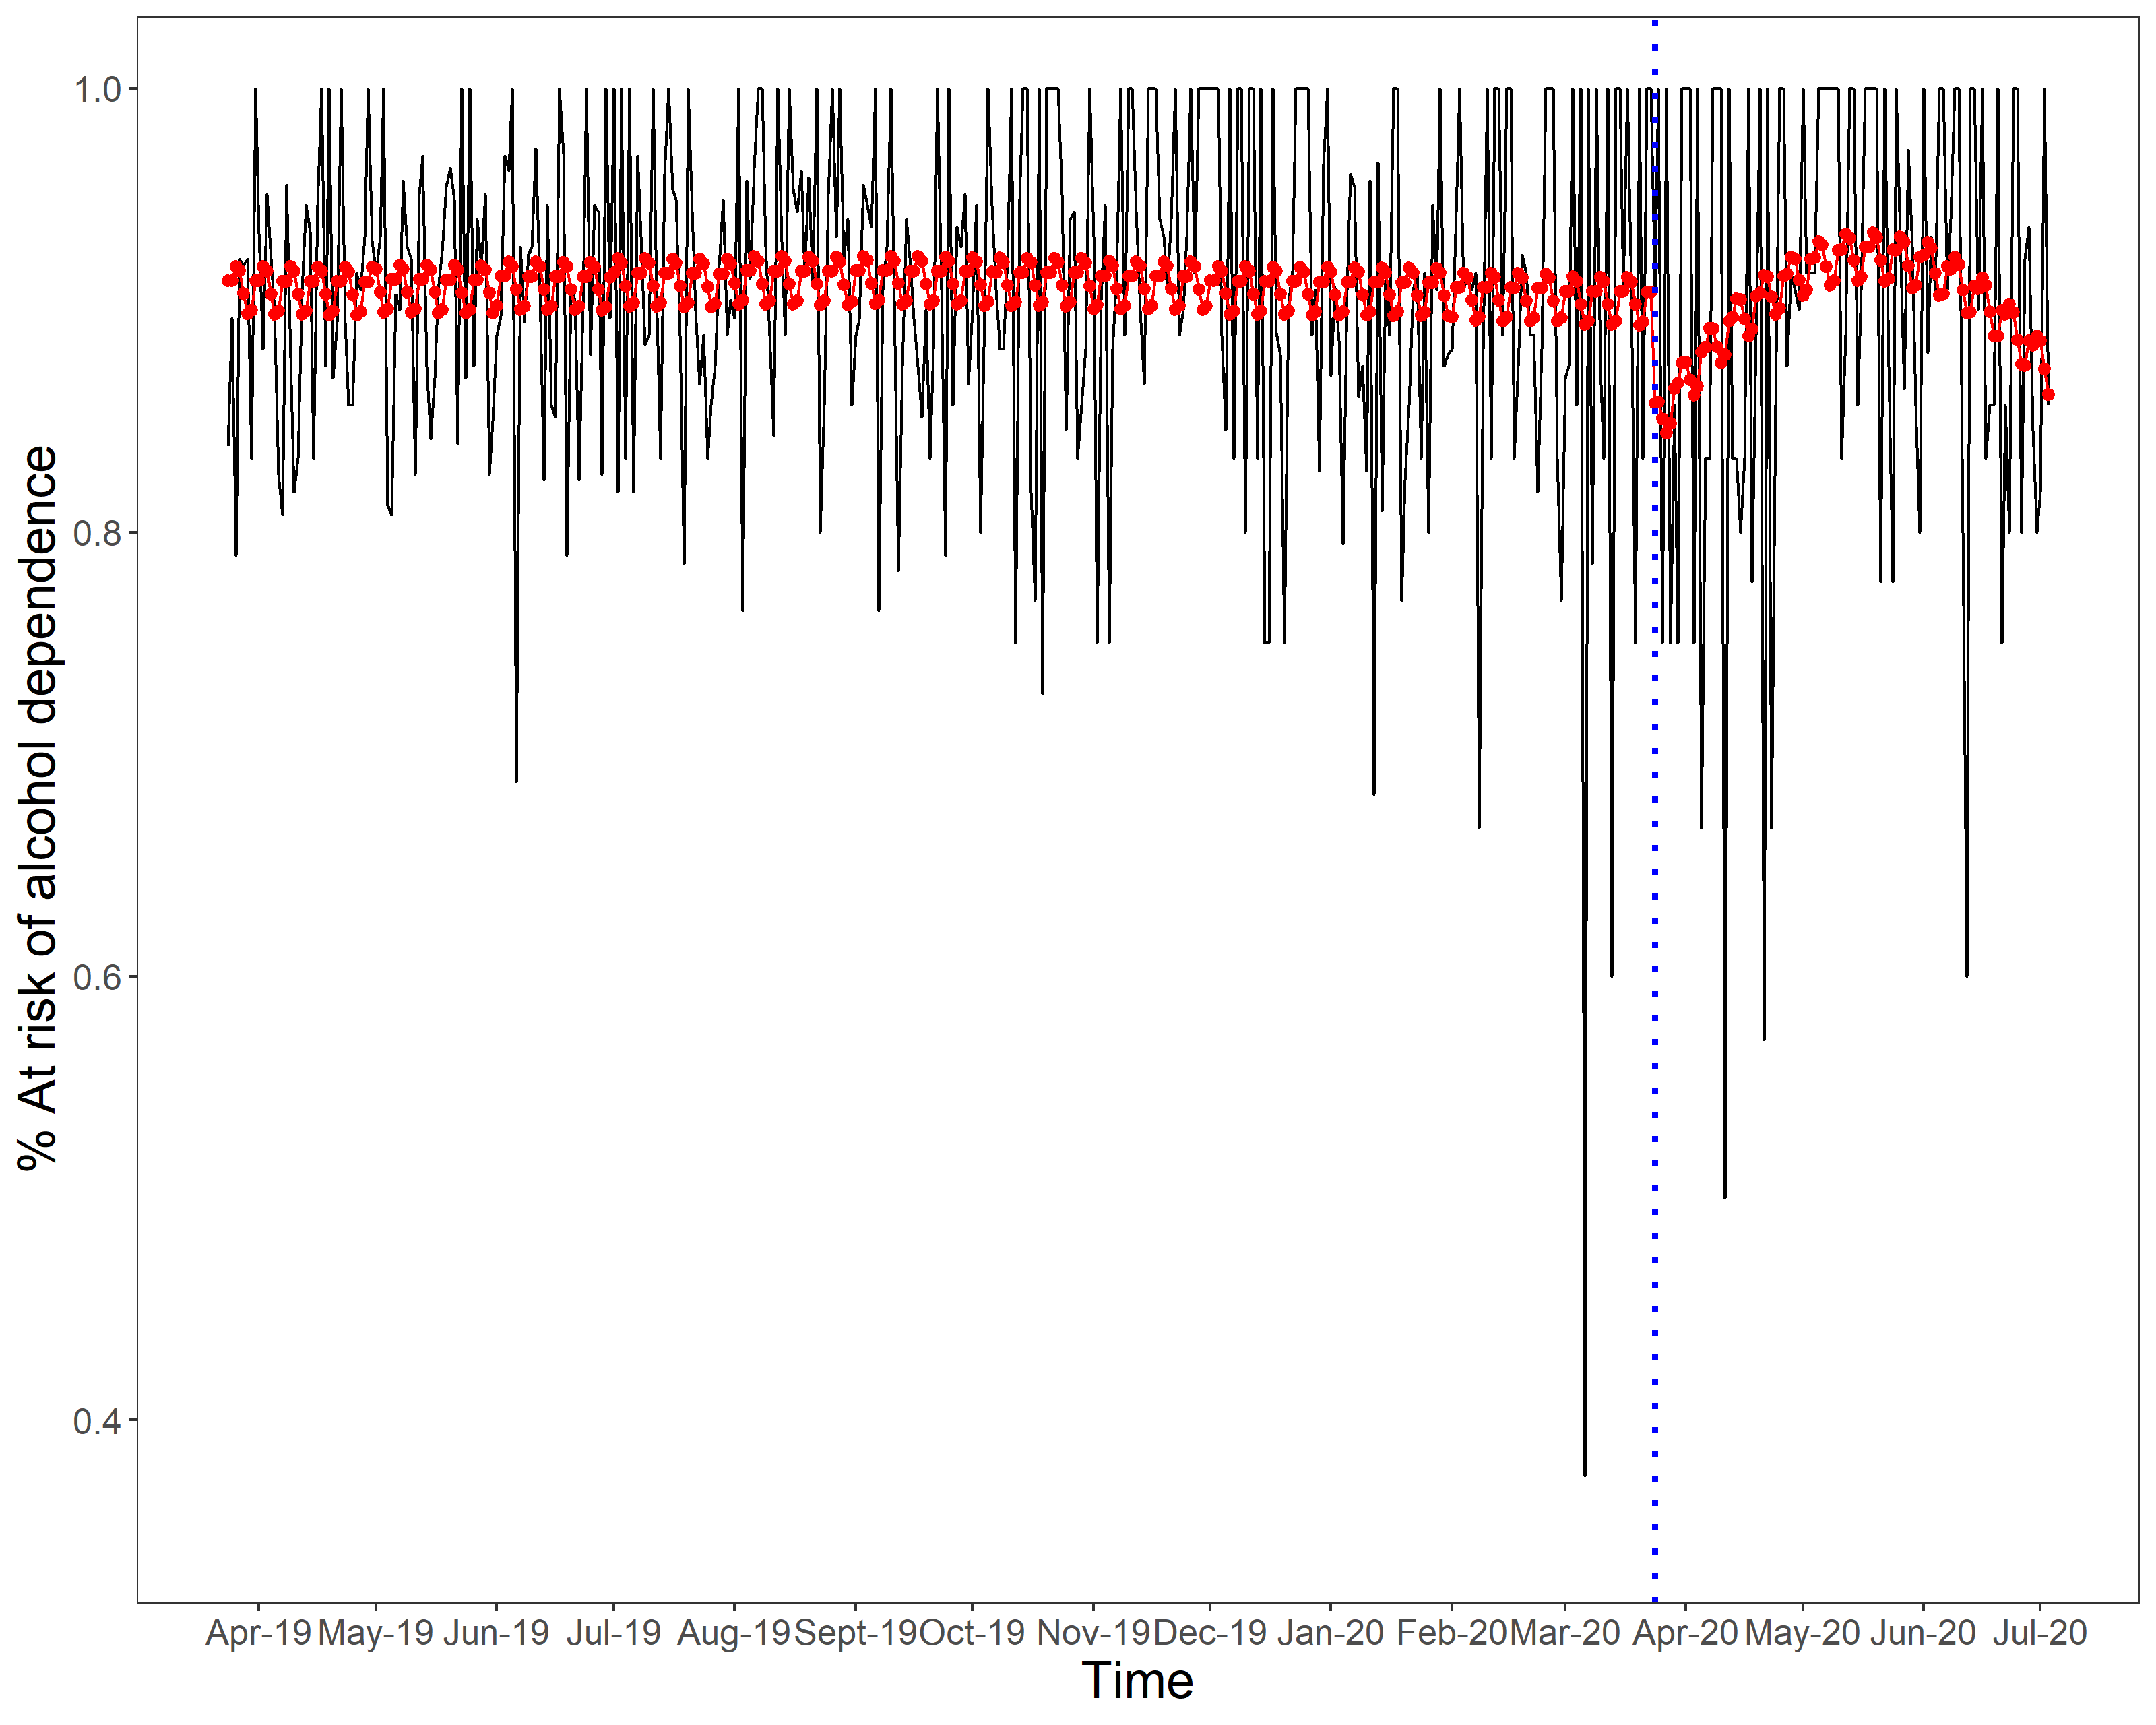 % At risk of alcohol dependence
1.0
0.8
0.6
0.4
Apr-19 May-19 Jun-19 Jul-19 Aug-19 Sept-19 Oct-19 Nov-19 Dec-19 Jan-20 Feb-20 Mar-20 Apr-20 May-20 Jun-20 Jul-20
Time